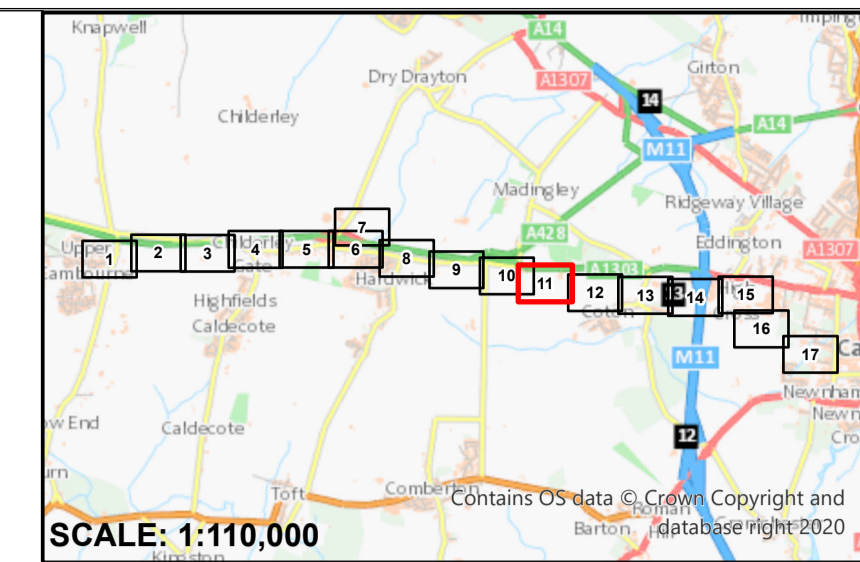 Knapwell
A14
Dry Drayton
A1307
Girton
14
Childerley
A14
M11
Madingley
Ridgeway Village
A428
Eddington
A1307
7
Upper
1
2
3
4
5
6
8
9
10
11
12
13
14
15
16
17
Childerley
Gate
Hardwick
A1303
Coton
Highfields
Caldecote
M11
Newnham
12
Caldecote
Toft
Comberton
Barton
Contains OS data © Crown Copyright and
database right 2020
SCALE: 1:110,000
Kingston